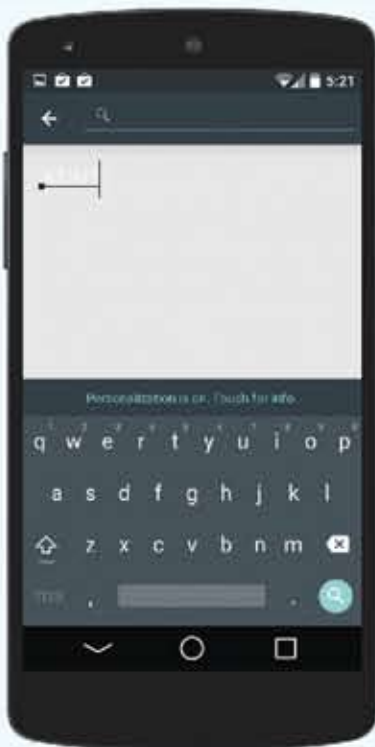 5:21
Personalization is on. Touch for info.
q w e r t y u i o p
a s d f g h j k l
z x c v b n m
, .